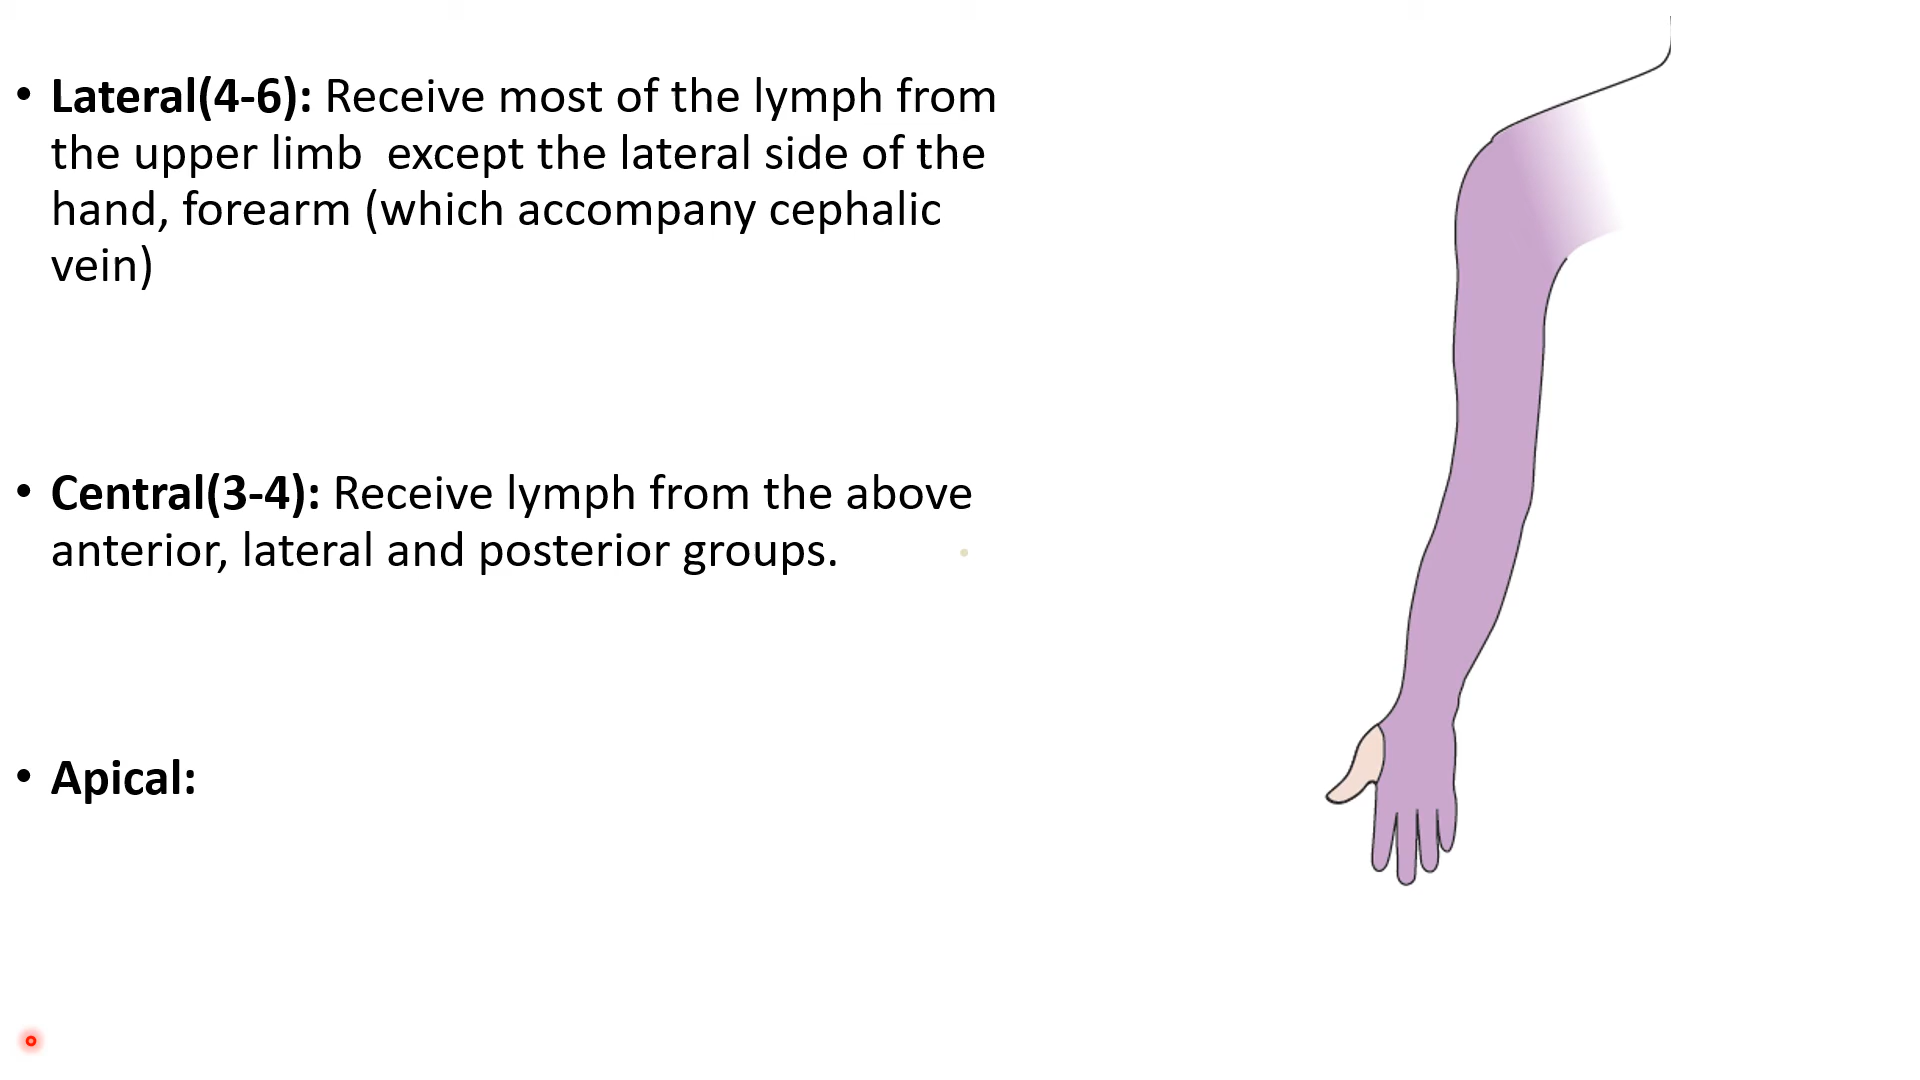 • Lateral(4-6): Receive most of the lymph from
the upper limb  except the lateral side of the
hand, forearm (which accompany cephalic
vein)
• Central(3-4): Receive lymph from the above
anterior, lateral and posterior groups.
• Apical: